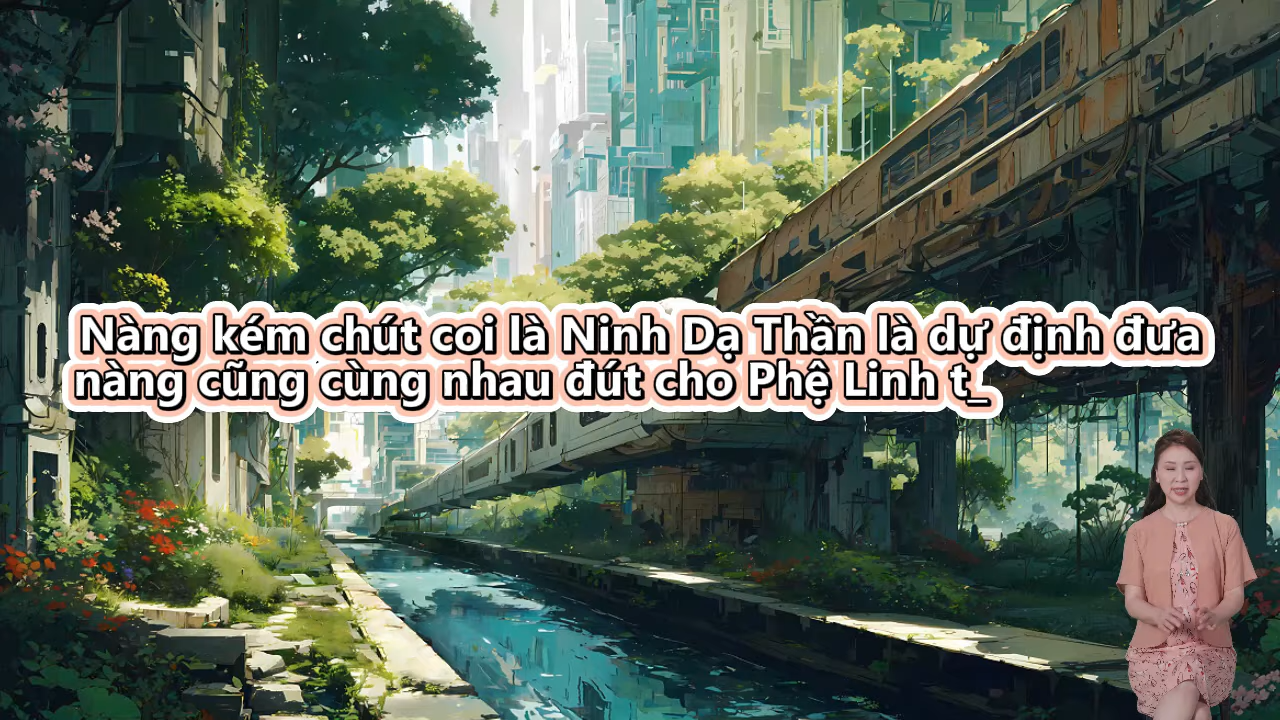 Nàng kém chút coi là Ninh Dạ Thần là dự định đưa
nàng cũng cùng nhau đút cho Phệ Linh t_